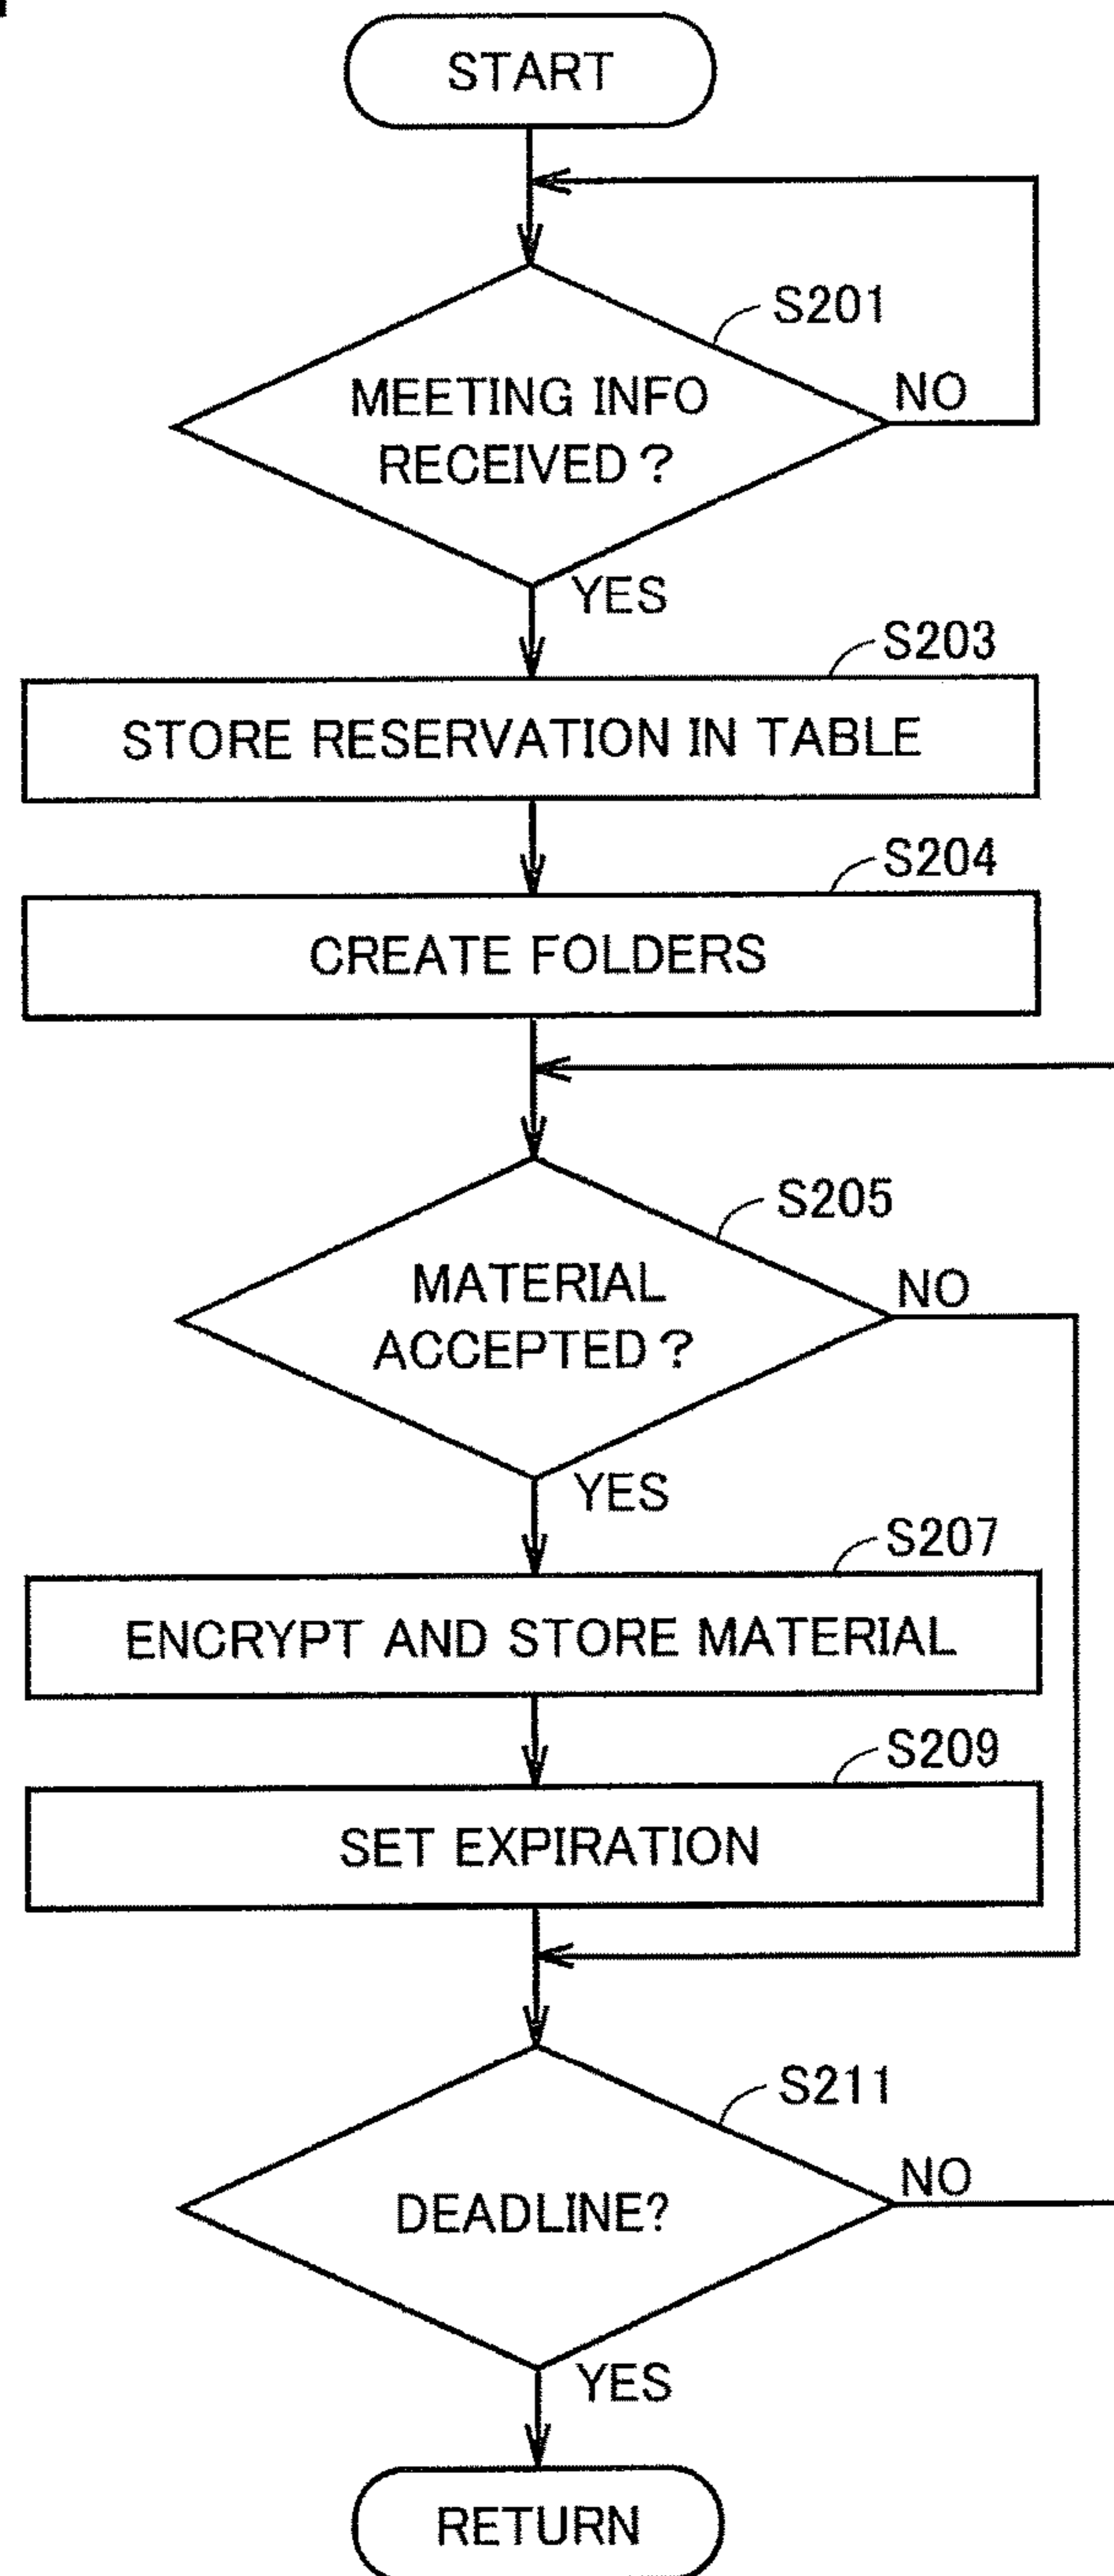 START
S201
MEETING INFO
RECEIVED?
NO
YES
S203
STORE RESERVATION IN TABLE
S204
CREATE FOLDERS
S205
MATERIAL
ACCEPTED?
NO
YES
S207
ENCRYPT AND STORE MATERIAL
S209
SET EXPIRATION
S211
DEADLINE?
NO
YES
RETURN